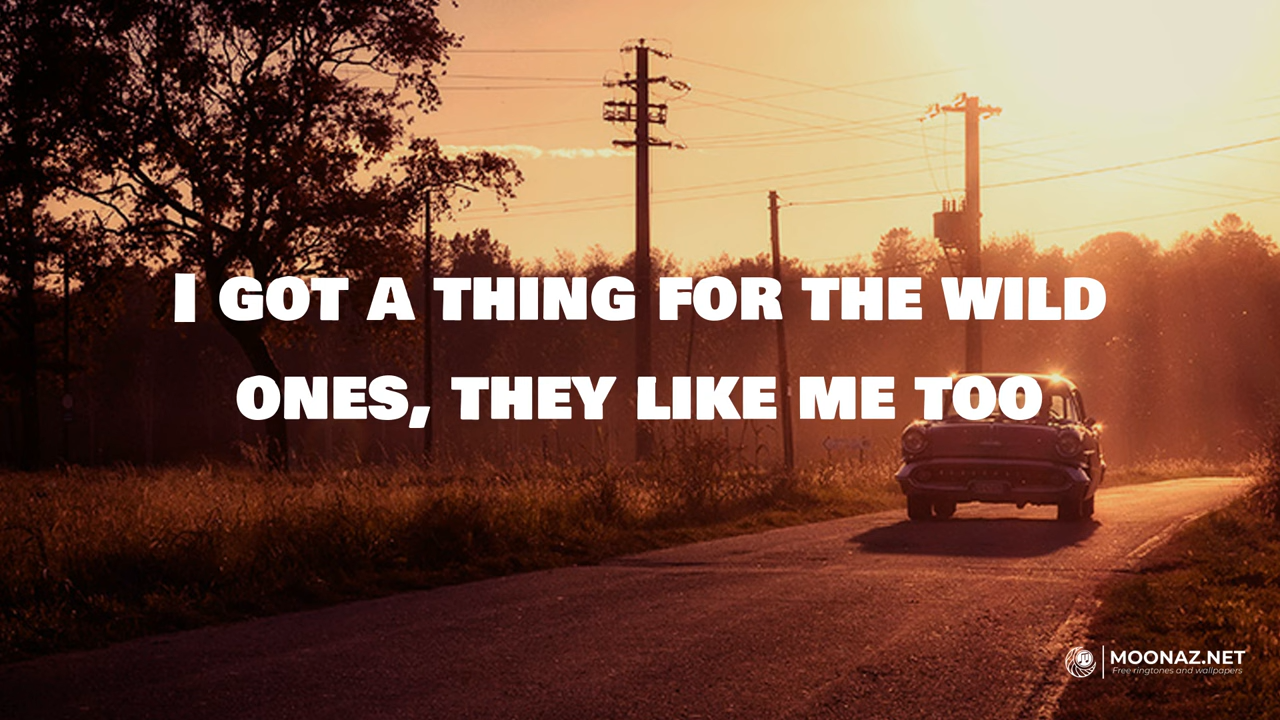 I GOT A THING FOR THE WILD
ONES, THEY LIKE ME TOO
MOONAZ.NET
Free ringtones and wallpapers